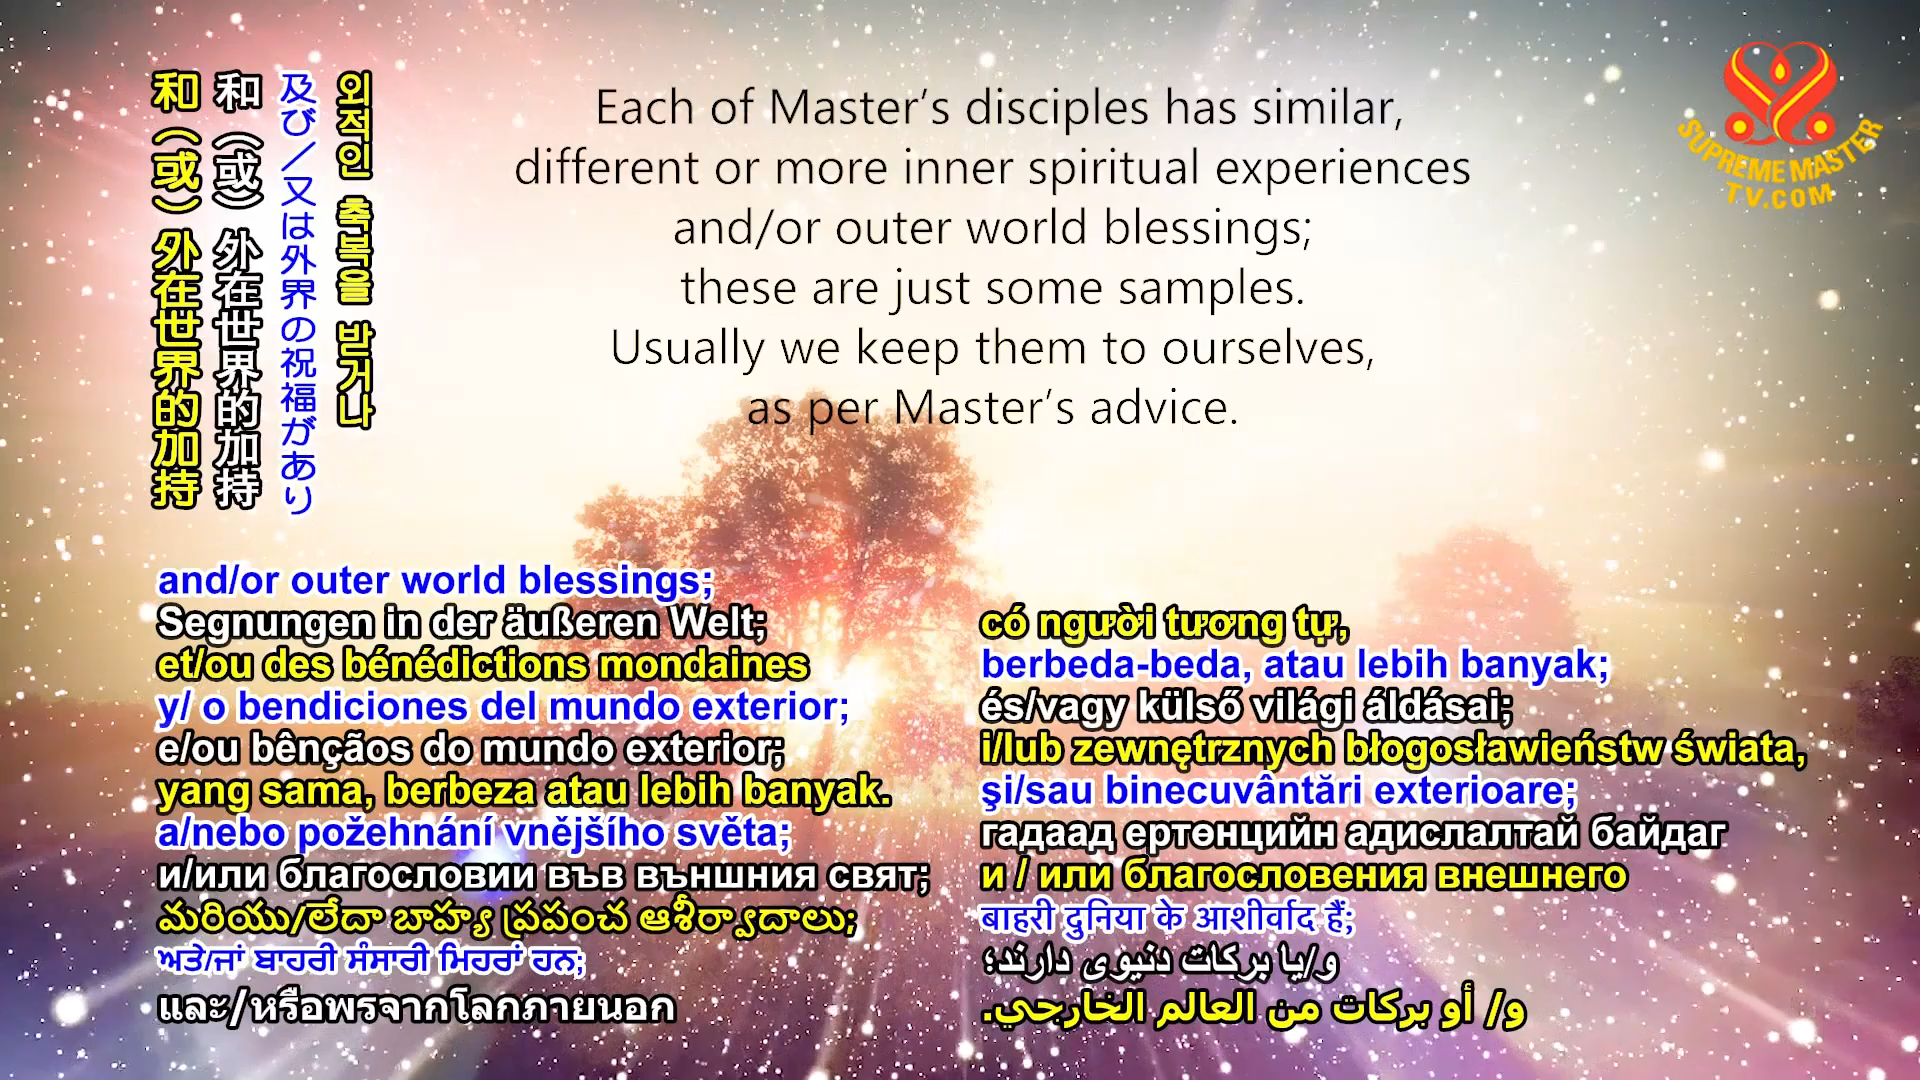 외적인 축복을 받거나
及び／又は外界の祝福があり
和（或）外在世界的加持
和（或）外在世界的加持
Each of Master’s disciples has similar,
different or more inner spiritual experiences
and/or outer world blessings;
these are just some samples.
Usually we keep them to ourselves,
as per Master’s advice.
SUPREME MASTER
TV.COM
and/or outer world blessings;
Segnungen in der äußeren Welt;
et/ou des bénédictions mondaines
y/ o bendiciones del mundo exterior;
e/ou bênçãos do mundo exterior;
yang sama, berbeza atau lebih banyak.
a/nebo požehnání vnějšího světa;
и/или благословии във външния свят;
మరియు/లేదా బాహ్య ప్రపంచ ఆశీర్వాదాలు;
ਅਤੇ/ਜਾਂ ਬਾਹਰੀ ਸੰਸਾਰੀ ਮਿਹਰਾਂ ਹਨ;
และ/หรือพรจากโลกภายนอก
có người tương tự,
berbeda-beda, atau lebih banyak;
és/vagy külső világi áldásai;
i/lub zewnętrznych błogosławieństw świata,
şi/sau binecuvântări exterioare;
гадаад ертөнцийн адислалтай байдаг
и / или благословения внешнего
बाहरी दुनिया के आशीर्वाद हैं;
و/یا برکات دنیوی دارند؛
و/ أو بركات من العالم الخارجي.